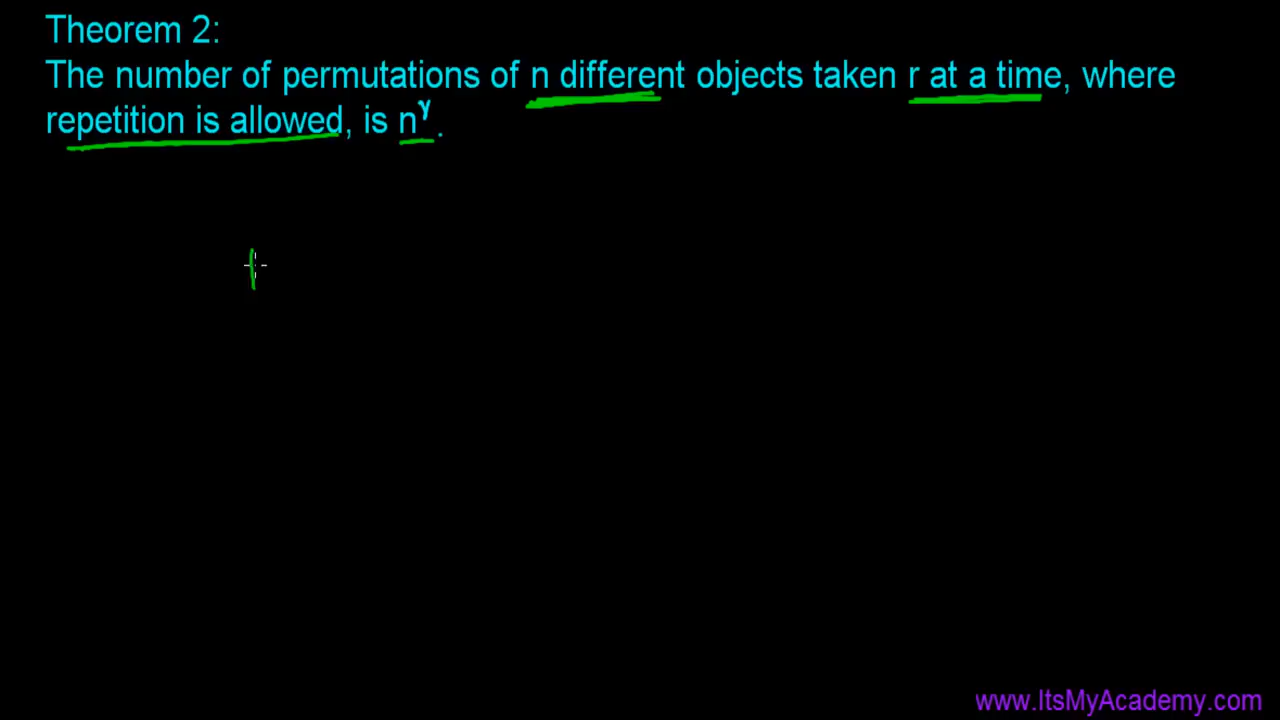 Theorem 2:
The number of permutations of n different objects taken r at a time, where
repetition is allowed, is nʳ.
www.ItsMyAcademy.com